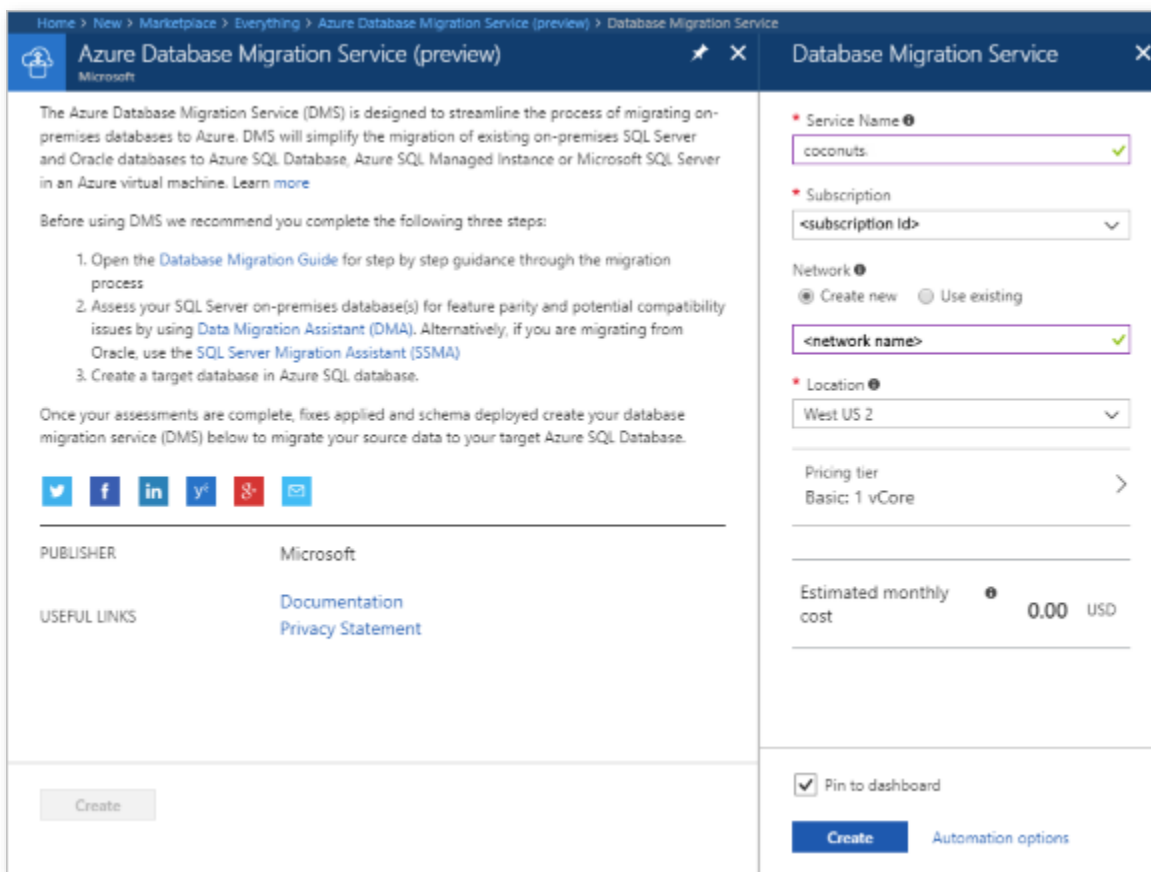 Home > New > Marketplace > Everything > Azure Database Migration Service (preview) > Database Migration Service
Azure Database Migration Service (preview)
Microsoft
The Azure Database Migration Service (DMS) is designed to streamline the process of migrating on-
premises databases to Azure. DMS will simplify the migration of existing on-premises SQL Server
and Oracle databases to Azure SQL Database, Azure SQL Managed Instance or Microsoft SQL Server
in an Azure virtual machine. Learn more
Before using DMS we recommend you complete the following three steps:
1. Open the Database Migration Guide for step by step guidance through the migration
process
2. Assess your SQL Server on-premises database(s) for feature parity and potential compatibility
issues by using Data Migration Assistant (DMA). Alternatively, if you are migrating from
Oracle, use the SQL Server Migration Assistant (SSMA)
3. Create a target database in Azure SQL database.
Once your assessments are complete, fixes applied and schema deployed create your database
migration service (DMS) below to migrate your source data to your target Azure SQL Database.
PUBLISHER Microsoft
USEFUL LINKS
Documentation
Privacy Statement
Create
Database Migration Service
* Service Name
coconuts.
* Subscription
<subscription Id>
Network
Create new Use existing
<network name>
* Location
West US 2
Pricing tier
Basic: 1 vCore
Estimated monthly
cost
0.00 USD
Pin to dashboard
Create Automation options